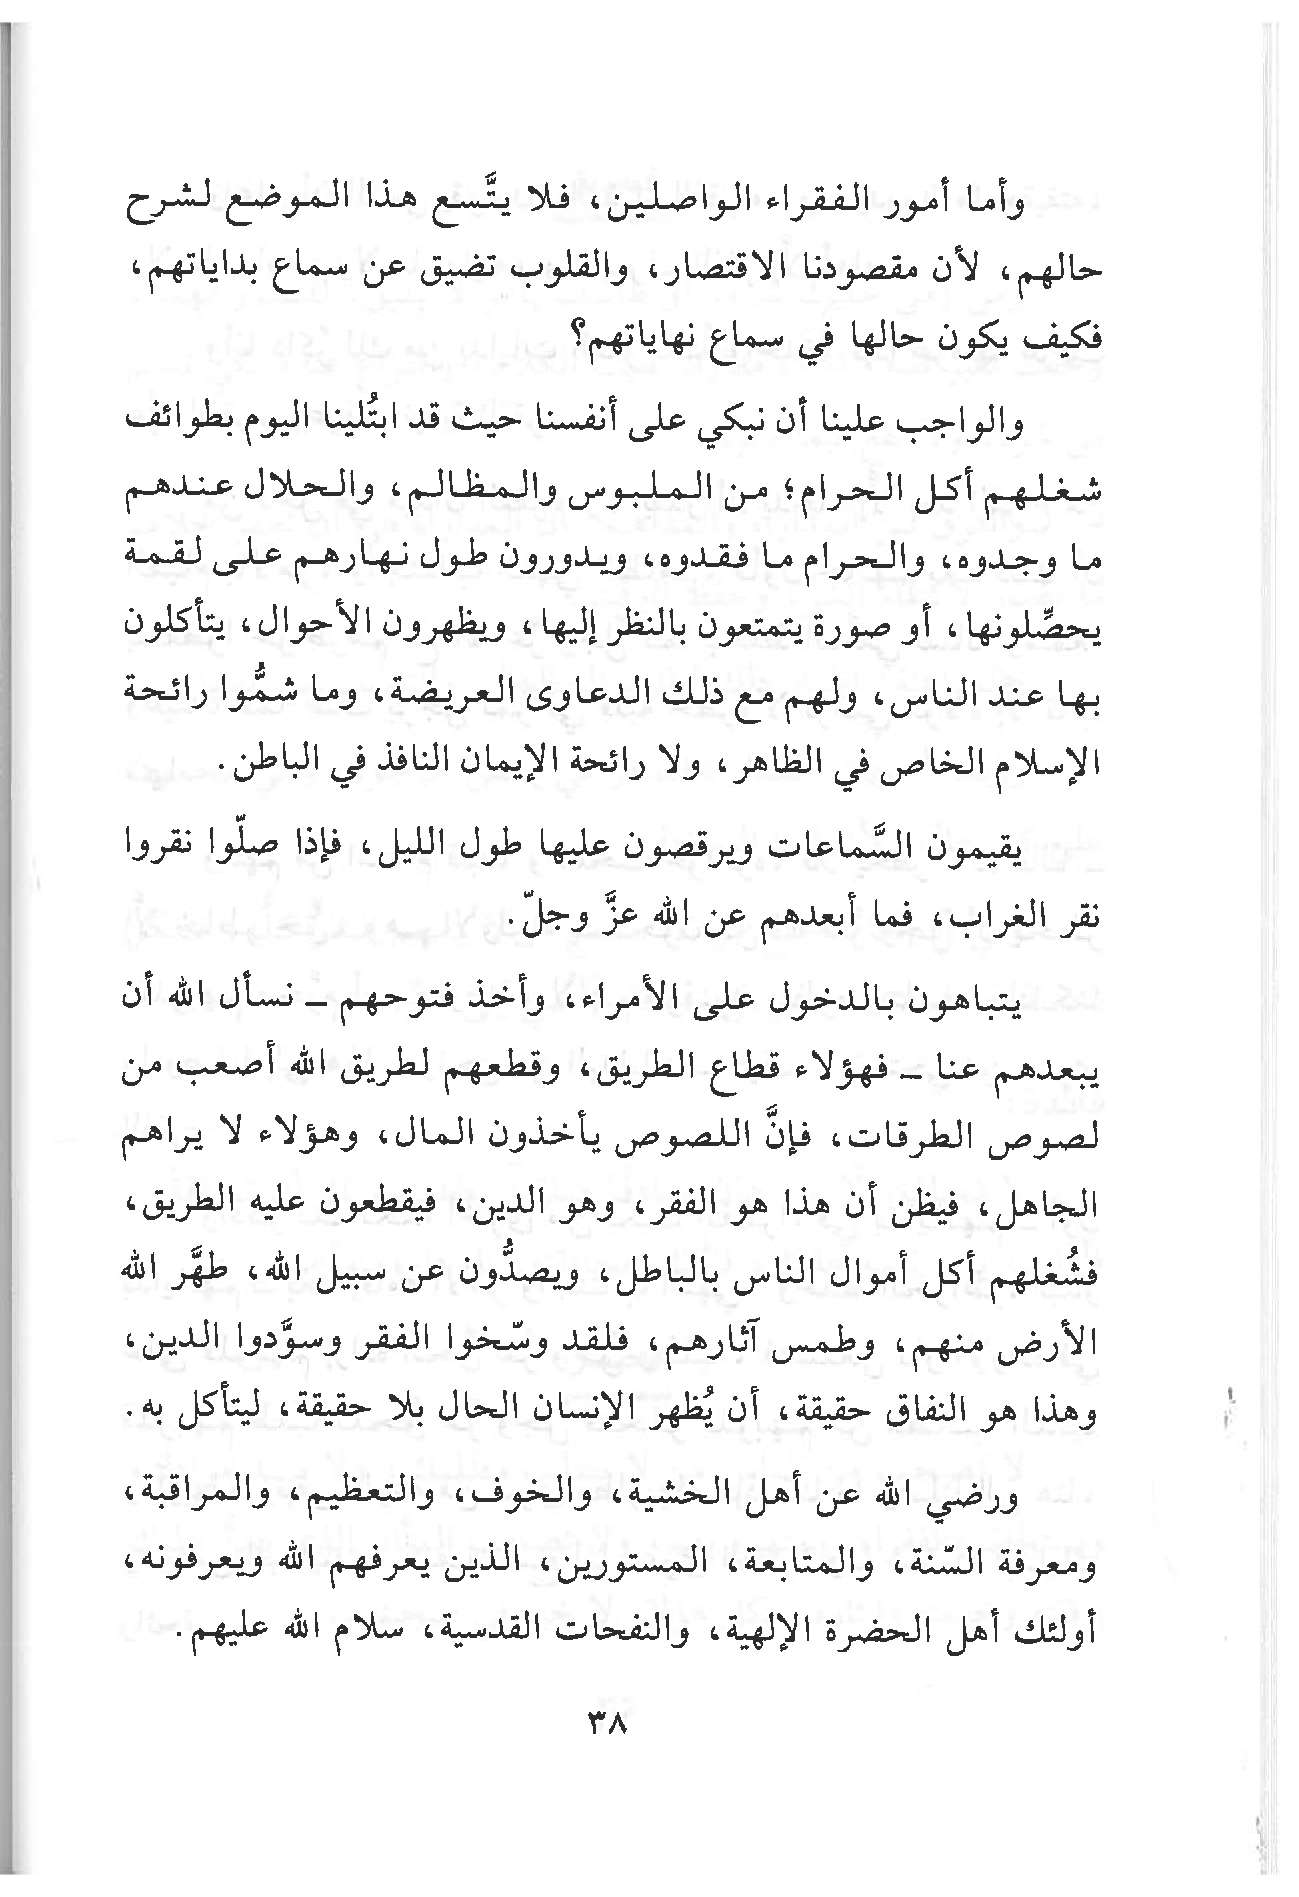 وأما أمور الفقراء الواصلين، فلا يتَّسع هذا الموضع لشرح
حالهم، لأن مقصودنا الاقتصار، والقلوب تضيق عن سماع بداياتهم،
فكيف يكون حالها في سماع نهاياتهم؟
والواجب علينا أن نبكي على أنفسنا حيث قد ابتُلينا اليوم بطوائف
شغلهم أكل الحرام؛ من الملبوس والمظالم، والحلال عندهم
ما وجدوه، والحرام ما فقدوه، ويدورون طول نهارهم على لقمة
يحصِّلونها، أو صورة يتمتعون بالنظر إليها، ويظهرون الأحوال، يتأكلون
بها عند الناس، ولهم مع ذلك الدعاوى العريضة، وما شمُّوا رائحة
الإسلام الخاص في الظاهر، ولا رائحة الإيمان النافذ في الباطن.
يقيمون السَّماعات ويرقصون عليها طول الليل، فإذا صلّوا نقروا
نقر الغراب، فما أبعدهم عن الله عزَّ وجلّ.
يتباهون بالدخول على الأمراء، وأخذ فتوحهم – نسأل الله أن
يبعدهم عنا – فهؤلاء قطاع الطريق، وقطعهم لطريق الله أصعب من
لصوص الطرقات، فإنَّ اللصوص يأخذون المال، وهؤلاء لا يراهم
الجاهل، فيظن أن هذا هو الفقر، وهو الدين، فيقطعون عليه الطريق،
فشُغلهم أكل أموال الناس بالباطل، ويصدُّون عن سبيل الله، طهَّر الله
الأرض منهم، وطمس آثارهم، فلقد وسّخوا الفقر وسوَّدوا الدين،
وهذا هو النفاق حقيقة، أن يُظهر الإنسان الحال بلا حقيقة، ليتأكل به.
ورضي الله عن أهل الخشية، والخوف، والتعظيم، والمراقبة،
ومعرفة السّنة، والمتابعة، المستورين، الذين يعرفهم الله ويعرفونه،
أولئك أهل الحضرة الإلهية، والنفحات القدسية، سلام الله عليهم.
٣٨